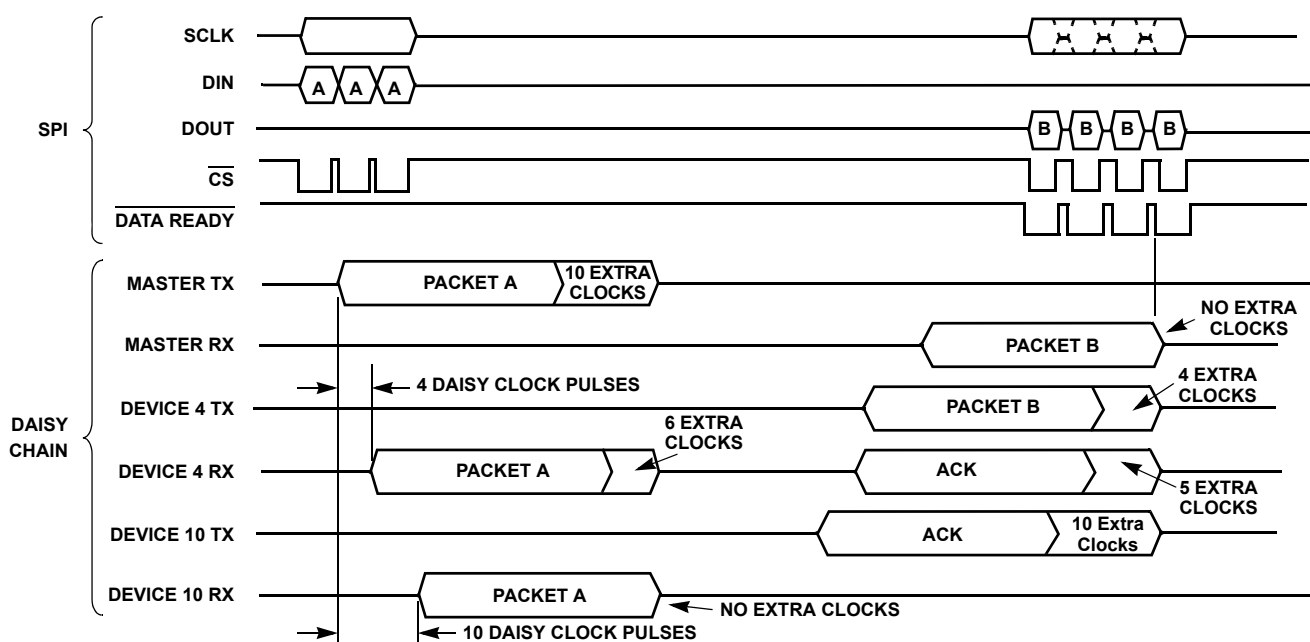 SCLK
DIN
A A A
SPI
DOUT
B B B B
CS
DATA READY
MASTER TX
PACKET A
10 EXTRA
CLOCKS
NO EXTRA
CLOCKS
MASTER RX
PACKET B
4 DAISY CLOCK PULSES
4 EXTRA
CLOCKS
DEVICE 4 TX
PACKET B
DAISY
CHAIN
6 EXTRA
CLOCKS
DEVICE 4 RX
PACKET A
ACK
5 EXTRA
CLOCKS
DEVICE 10 TX
ACK
10 Extra
Clocks
DEVICE 10 RX
PACKET A
NO EXTRA CLOCKS
10 DAISY CLOCK PULSES